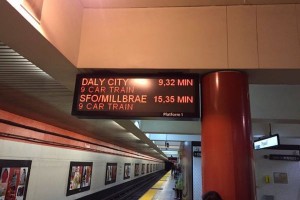 DALY CITY 9,32 MIN
9 CAR TRAIN
SFO/MILLBRAE 15,35 MIN
9 CAR TRAIN
Platform 1